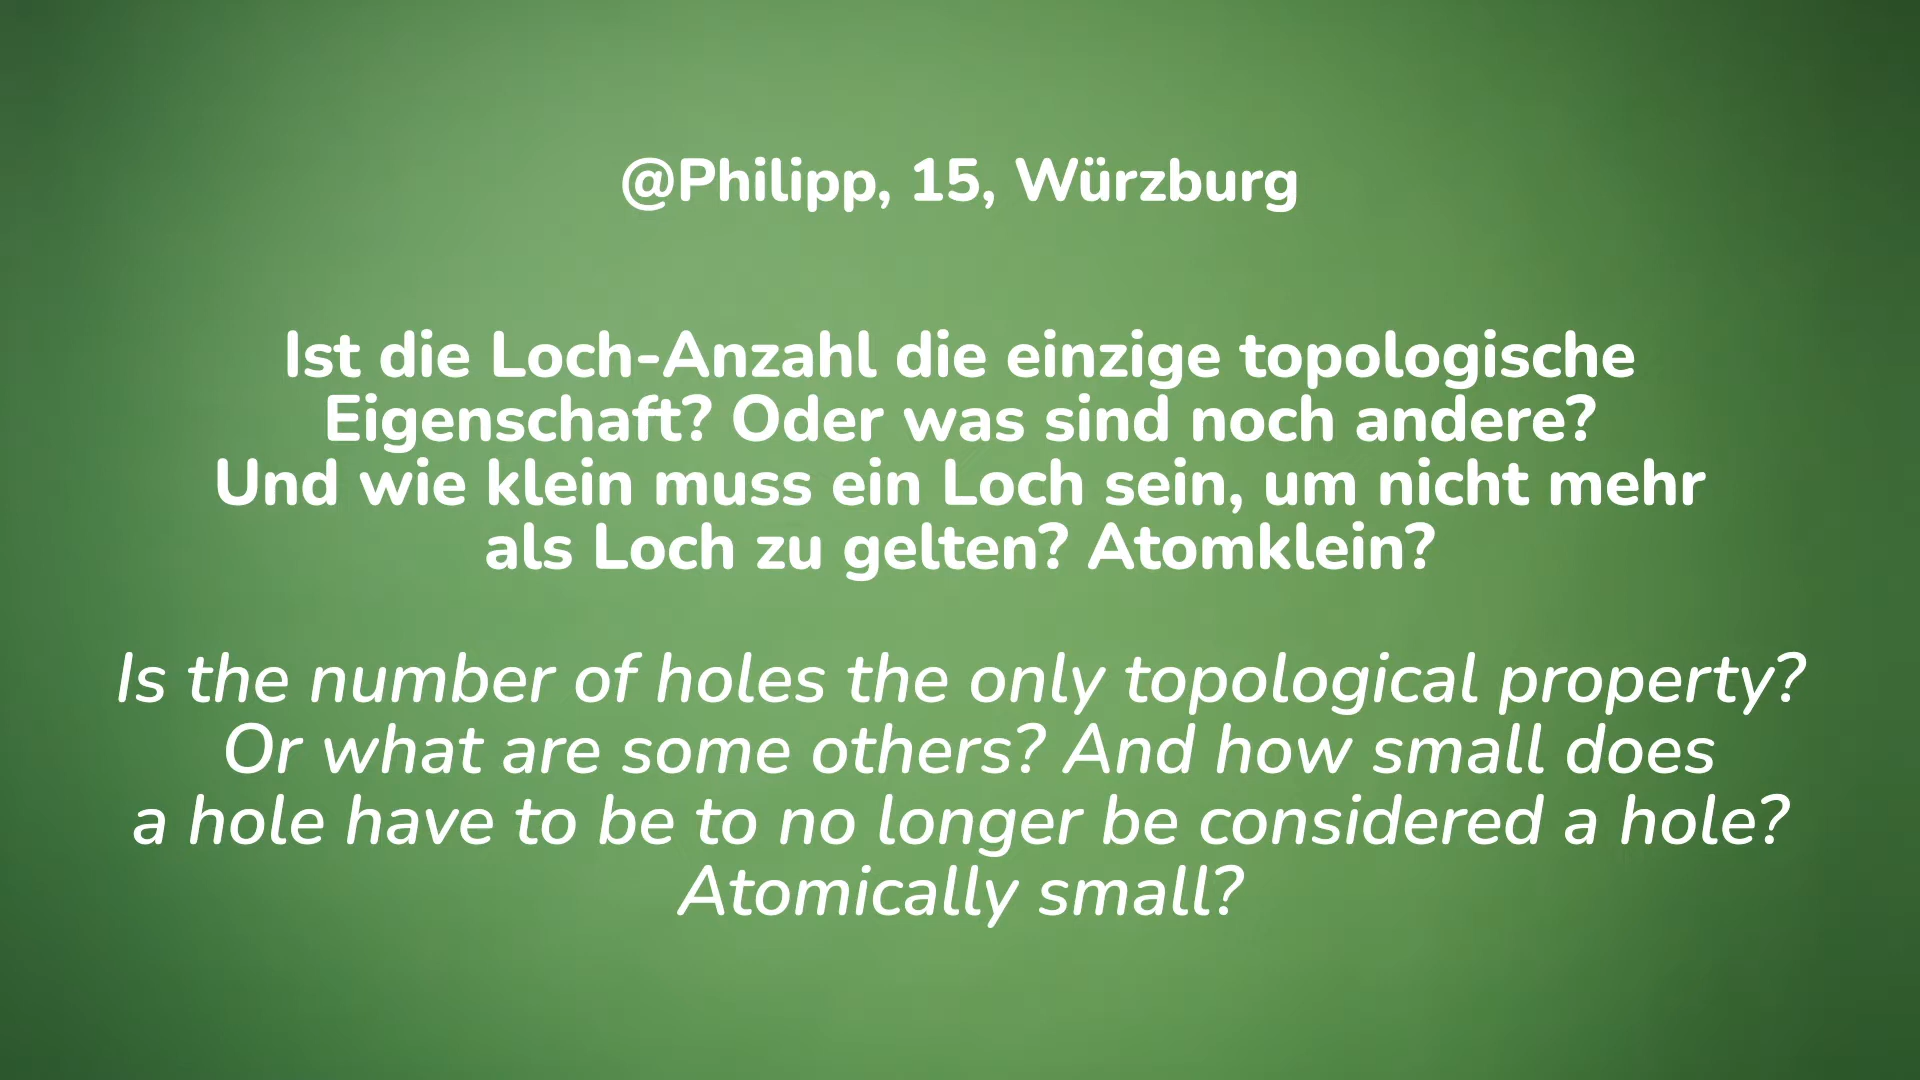 @Philipp, 15, Würzburg
Ist die Loch-Anzahl die einzige topologische
Eigenschaft? Oder was sind noch andere?
Und wie klein muss ein Loch sein, um nicht mehr
als Loch zu gelten? Atomklein?
Is the number of holes the only topological property?
Or what are some others? And how small does
a hole have to be to no longer be considered a hole?
Atomically small?